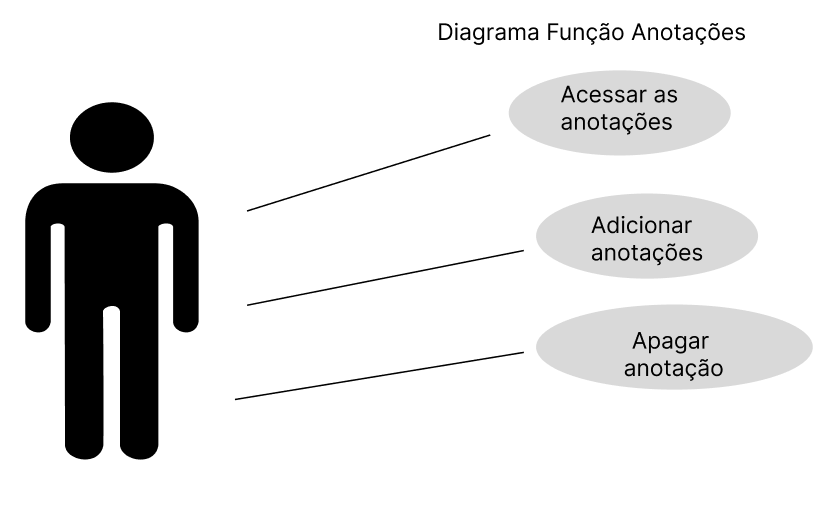 Diagrama Função Anotações
Acessar as
anotações
Adicionar
anotações
Apagar
anotação